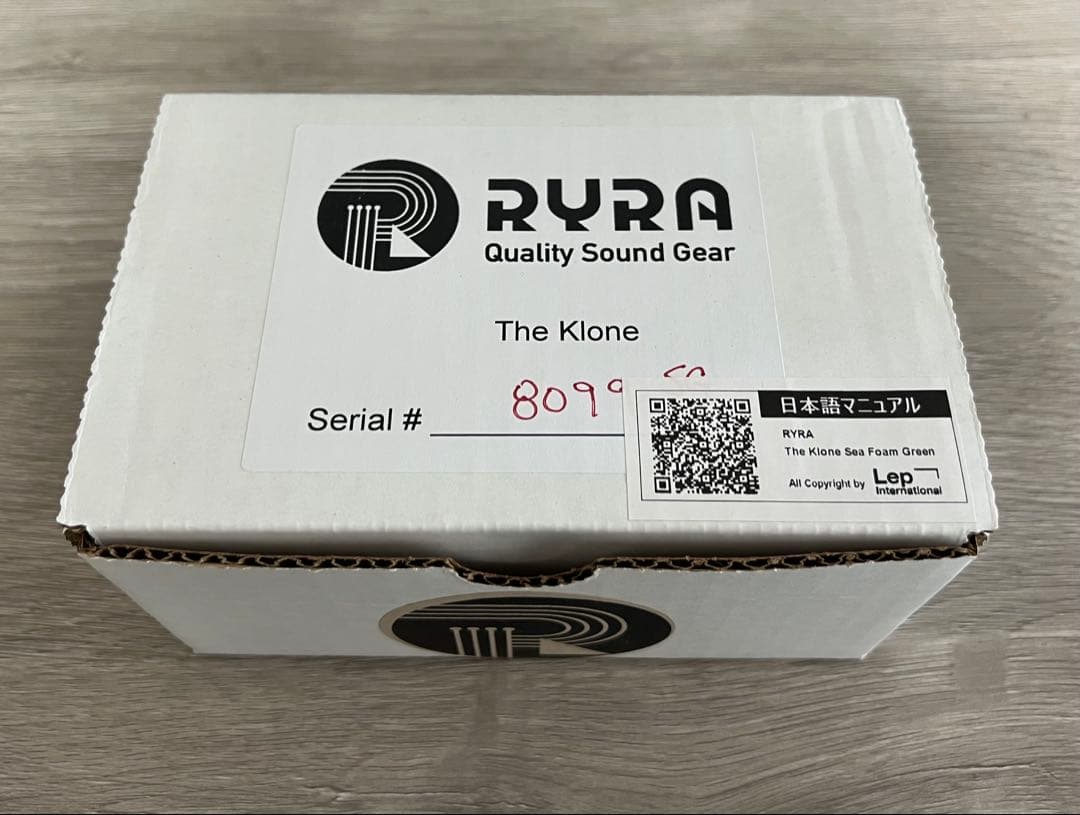 RYRA
Quality Sound Gear
The Klone
Serial #
日本語マニュアル
RYRA
The Klone Sea Foam Green
All Copyright by Lep International